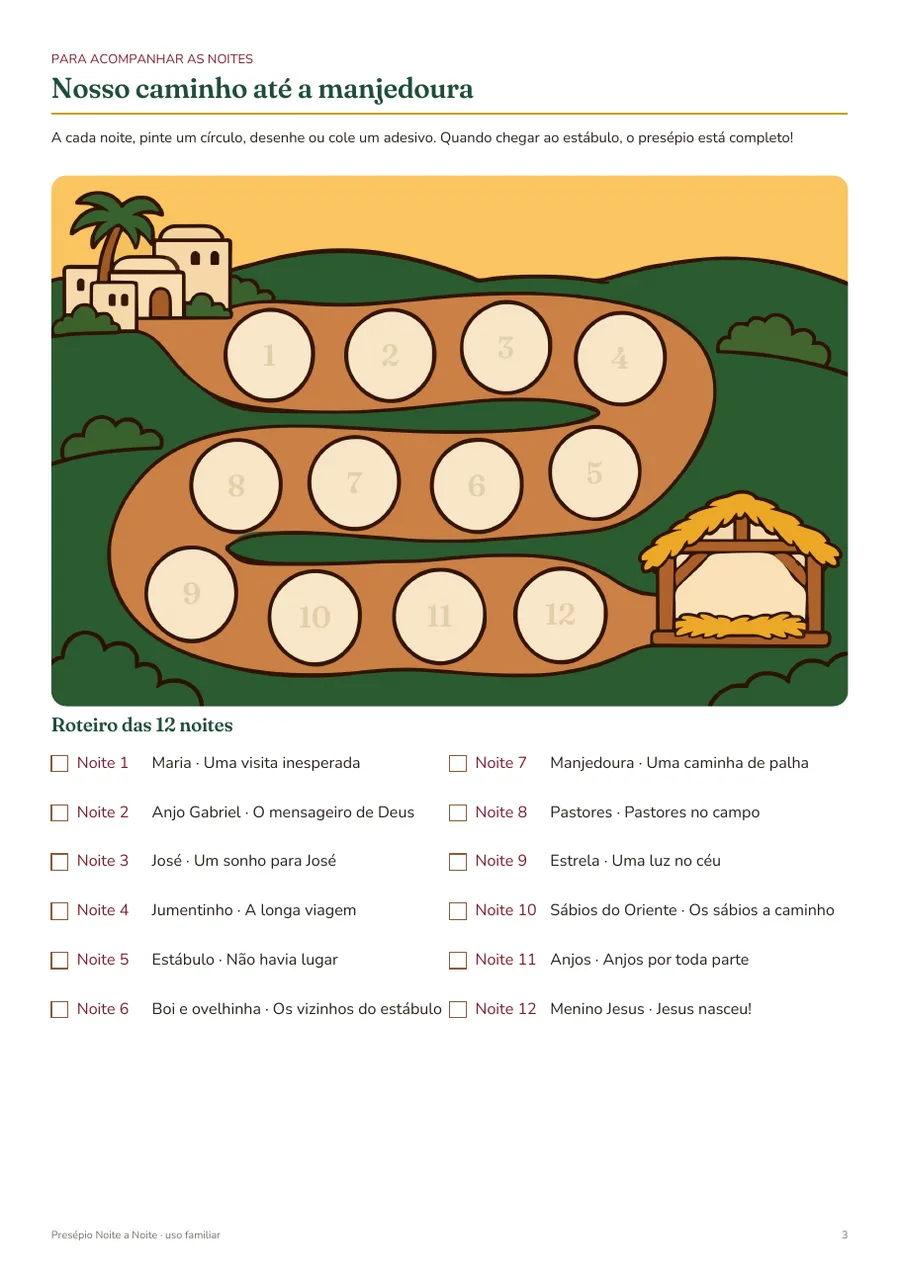 PARA ACOMPANHAR AS NOITES
Nosso caminho até a manjedoura
A cada noite, pinte um círculo, desenhe ou cole um adesivo. Quando chegar ao estábulo, o presépio está completo!
1
2
3
4
5
6
7
8
9
10
11
12
Roteiro das 12 noites
Noite 1 Maria · Uma visita inesperada
Noite 2 Anjo Gabriel · O mensageiro de Deus
Noite 3 José · Um sonho para José
Noite 4 Jumentinho · A longa viagem
Noite 5 Estábulo · Não havia lugar
Noite 6 Boi e ovelhinha · Os vizinhos do estábulo
Noite 7 Manjedoura · Uma caminha de palha
Noite 8 Pastores · Pastores no campo
Noite 9 Estrela · Uma luz no céu
Noite 10 Sábios do Oriente · Os sábios a caminho
Noite 11 Anjos · Anjos por toda parte
Noite 12 Menino Jesus · Jesus nasceu!
Presépio Noite a Noite · uso familiar
3